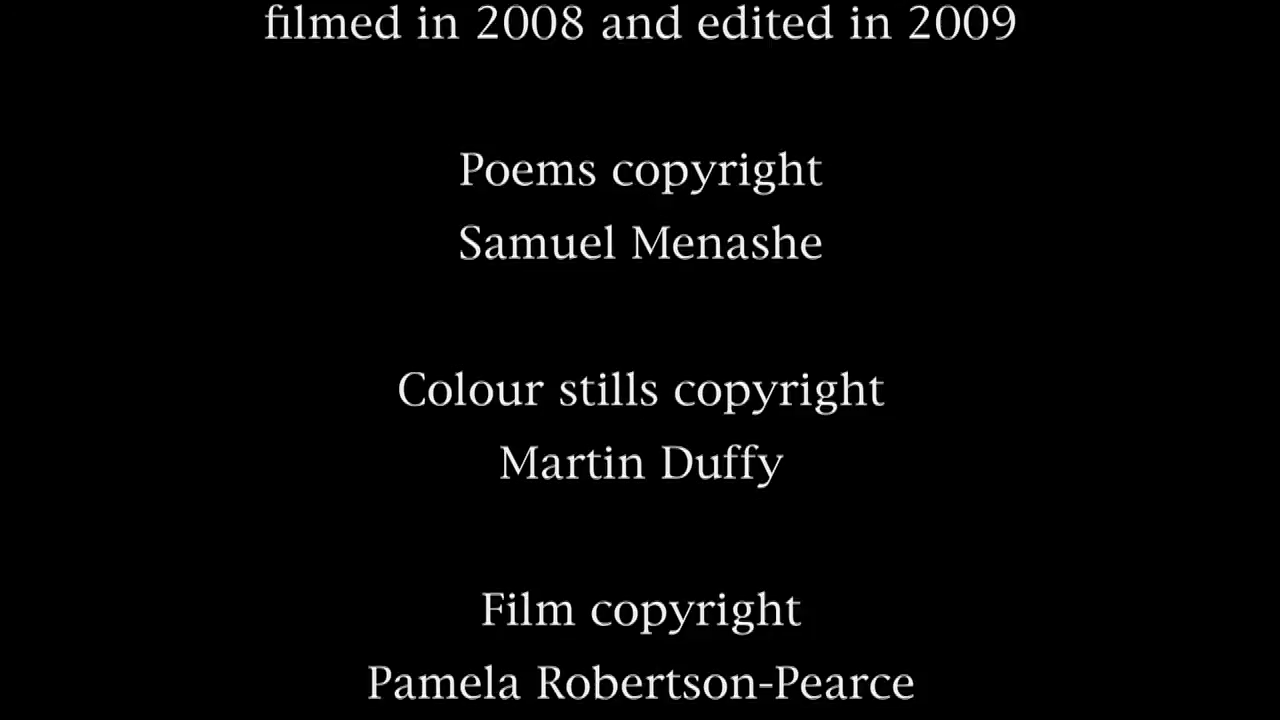 filmed in 2008 and edited in 2009
Poems copyright
Samuel Menashe
Colour stills copyright
Martin Duffy
Film copyright
Pamela Robertson-Pearce